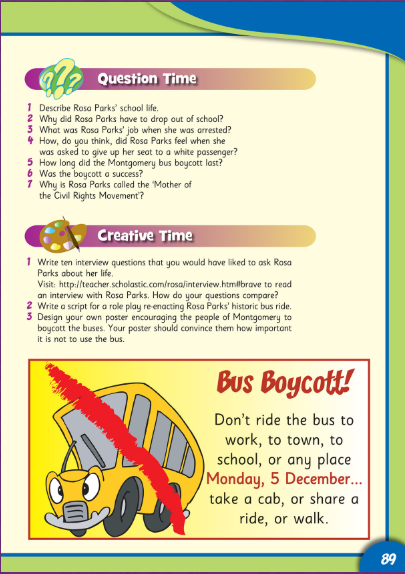 Question Time
1 Describe Rosa Parks' school life.
2 Why did Rosa Parks have to drop out of school?
3 What was Rosa Parks' job when she was arrested?
4 How, do you think, did Rosa Parks feel when she
was asked to give up her seat to a white passenger?
5 How long did the Montgomery bus boycott last?
6 Was the boycott a success?
7 Why is Rosa Parks called the 'Mother of
the Civil Rights Movement'?
Creative Time
1 Write ten interview questions that you would have liked to ask Rosa
Parks about her life.
Visit: http://teacher.scholastic.com/rosa/interview.htm#brave to read
an interview with Rosa Parks. How do your questions compare?
2 Write a script for a role play re-enacting Rosa Parks' historic bus ride.
3 Design your own poster encouraging the people of Montgomery to
boycott the buses. Your poster should convince them how important
it is not to use the bus.
Bus Boycott!
Don't ride the bus to
work, to town, to
school, or any place
Monday, 5 December...
take a cab, or share a
ride, or walk.
89